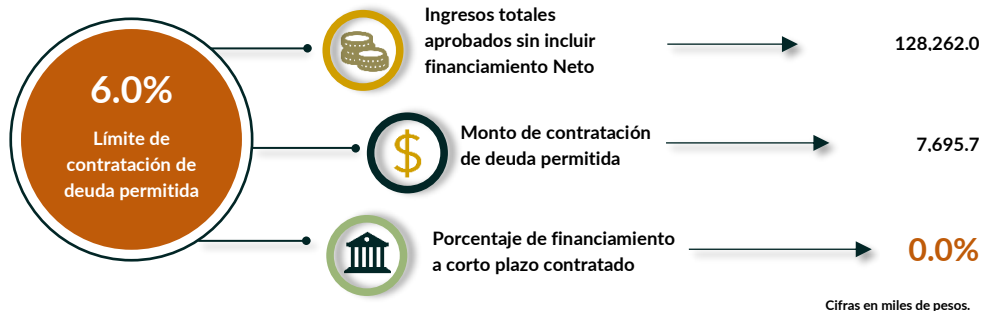 6.0%
Límite de
contratación de
deuda permitida
Ingresos totales
aprobados sin incluir
financiamiento Neto
128,262.0
$
Monto de contratación
de deuda permitida
7,695.7
Porcentaje de financiamiento
a corto plazo contratado
0.0%
Cifras en miles de pesos.